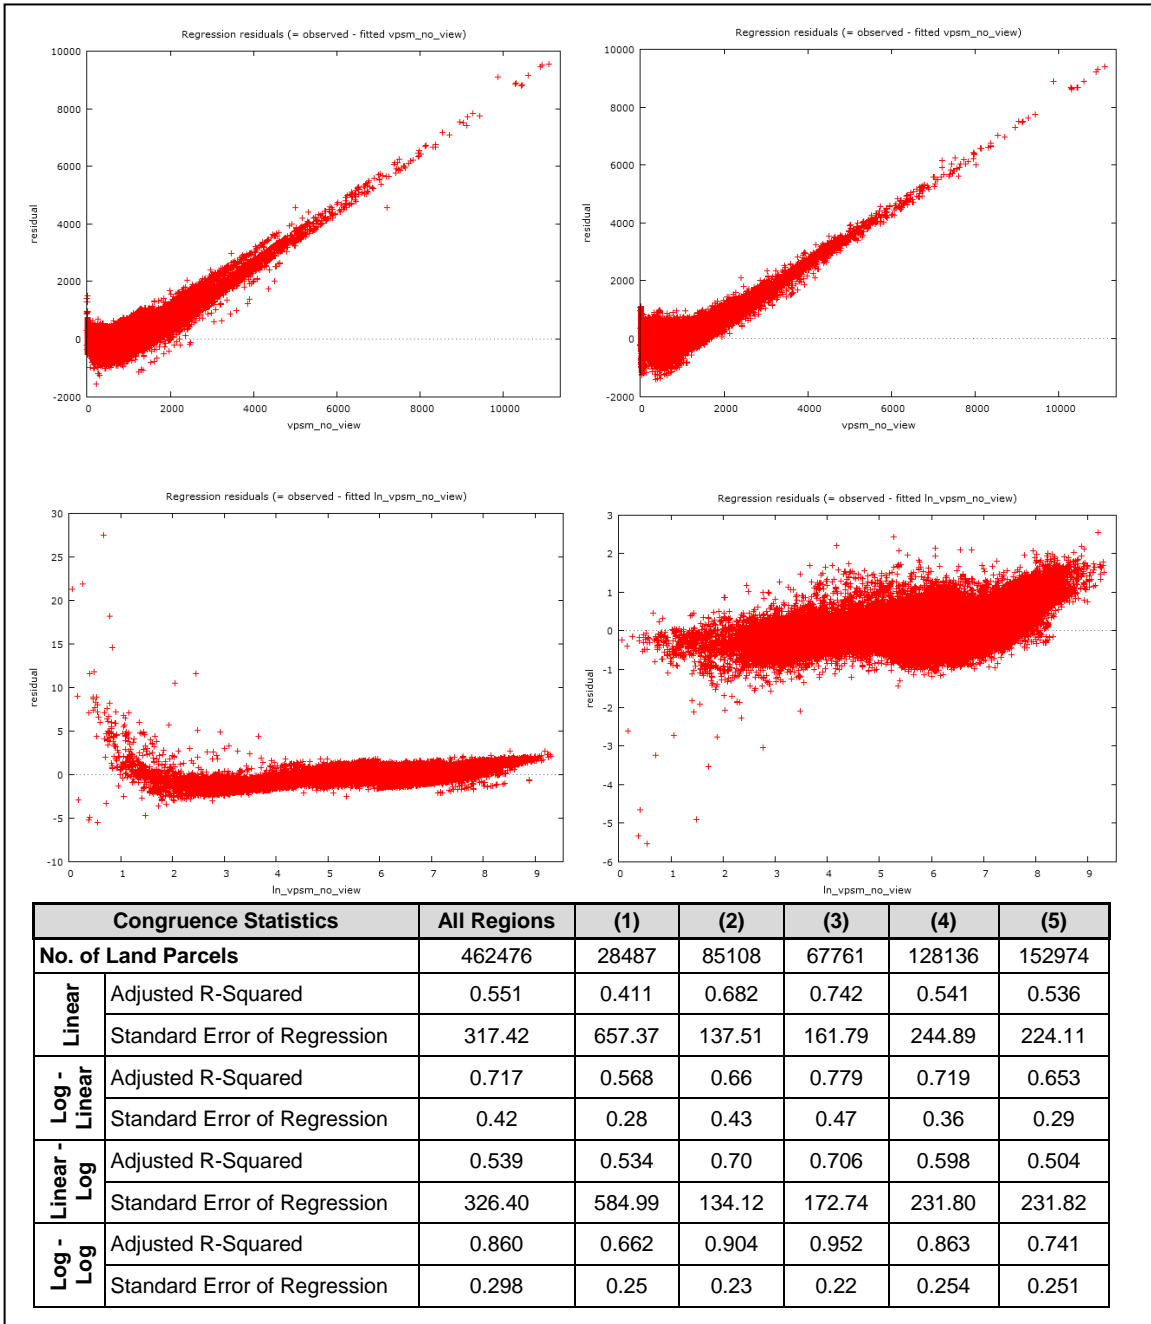 Regression residuals (= observed - fitted vpsm_no_view)
10000
8000
6000
4000
2000
0
-2000
residual
0 2000 4000 6000 8000 10000
vpsm_no_view
Regression residuals (= observed - fitted vpsm_no_view)
10000
8000
6000
4000
2000
0
-2000
residual
0 2000 4000 6000 8000 10000
vpsm_no_view
Regression residuals (= observed - fitted ln_vpsm_no_view)
30
25
20
15
10
5
0
-5
-10
residual
0 1 2 3 4 5 6 7 8 9
ln_vpsm_no_view
Regression residuals (= observed - fitted ln_vpsm_no_view)
3
2
1
0
-1
-2
-3
-4
-5
-6
residual
0 1 2 3 4 5 6 7 8 9
ln_vpsm_no_view
Congruence Statistics All Regions (1) (2) (3) (4) (5)
No. of Land Parcels 462476 28487 85108 67761 128136 152974
Linear
Adjusted R-Squared 0.551 0.411 0.682 0.742 0.541 0.536
Standard Error of Regression 317.42 657.37 137.51 161.79 244.89 224.11
Log -
Linear
Adjusted R-Squared 0.717 0.568 0.66 0.779 0.719 0.653
Standard Error of Regression 0.42 0.28 0.43 0.47 0.36 0.29
Linear -
Log
Adjusted R-Squared 0.539 0.534 0.70 0.706 0.598 0.504
Standard Error of Regression 326.40 584.99 134.12 172.74 231.80 231.82
Log -
Log
Adjusted R-Squared 0.860 0.662 0.904 0.952 0.863 0.741
Standard Error of Regression 0.298 0.25 0.23 0.22 0.254 0.251